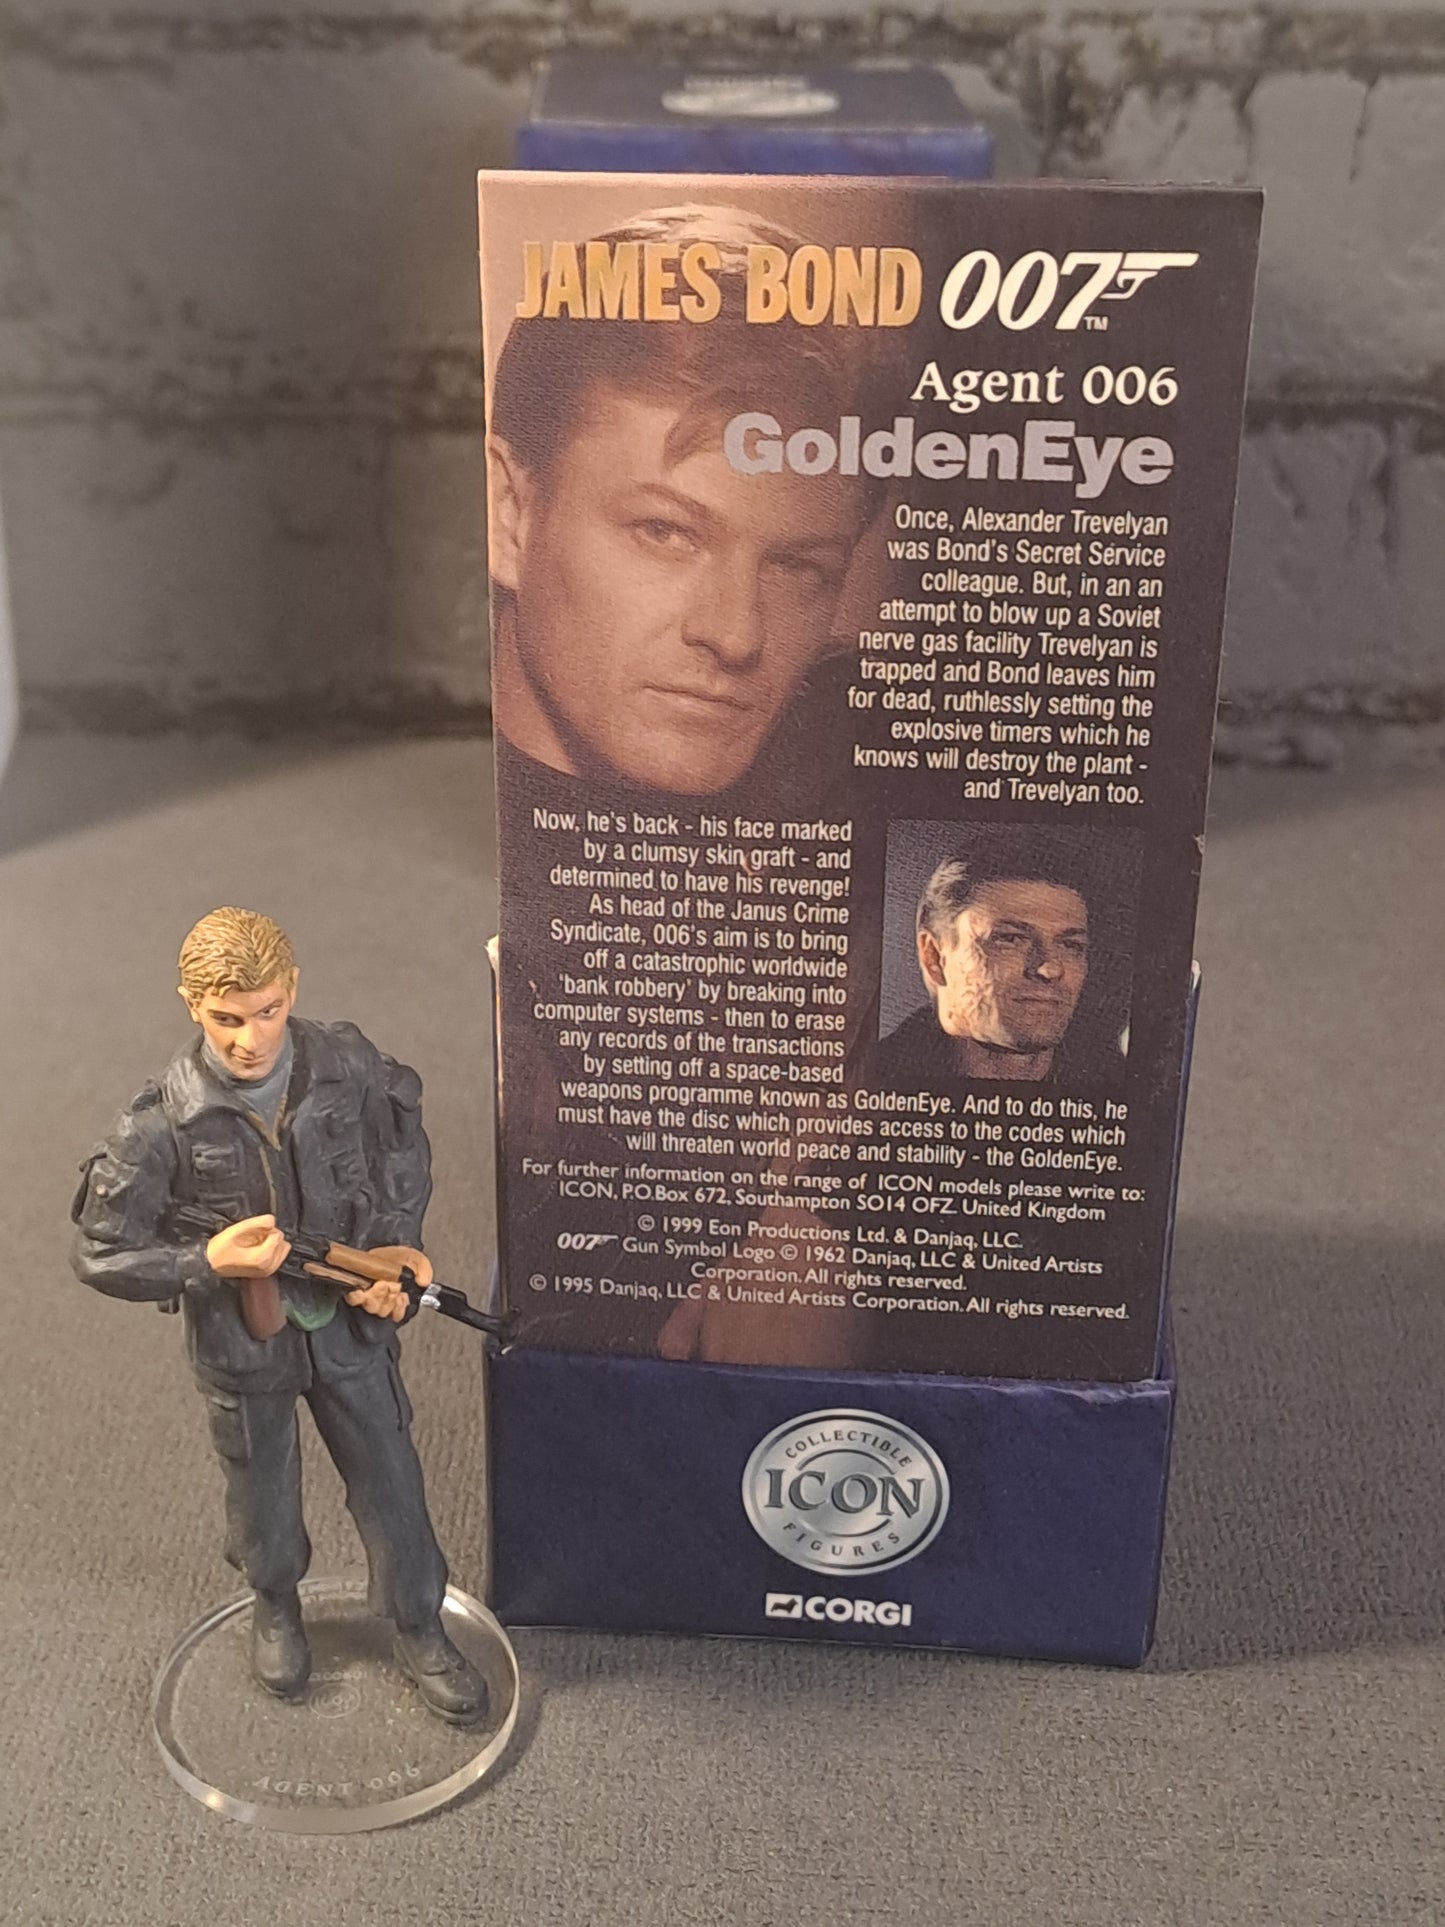 JAMES BOND 007 TM
Agent 006
GoldenEye
Once, Alexander Trevelyan
was Bond's Secret Service
colleague. But, in an an
attempt to blow up a Soviet
nerve gas facility Trevelyan is
trapped and Bond leaves him
for dead, ruthlessly setting the
explosive timers which he
knows will destroy the plant -
and Trevelyan too.
Now, he's back - his face marked
by a clumsy skin graft - and
determined to have his revenge!
As head of the Janus Crime
Syndicate, 006's aim is to bring
off a catastrophic worldwide
'bank robbery' by breaking into
computer systems - then to erase
any records of the transactions
by setting off a space-based
weapons programme known as GoldenEye. And to do this, he
must have the disc which provides access to the codes which
will threaten world peace and stability - the GoldenEye.
For further information on the range of ICON models please write to:
ICON, P.O.Box 672, Southampton SO14 OFZ United Kingdom
© 1999 Eon Productions Ltd. & Danjaq, LLC.
007 Gun Symbol Logo © 1962 Danjaq, LLC & United Artists
Corporation. All rights reserved.
© 1995 Danjaq, LLC & United Artists Corporation. All rights reserved.
COLLECTIBLE
ICON
FIGURES
CORGI
CORGI
ICON
AGENT 006